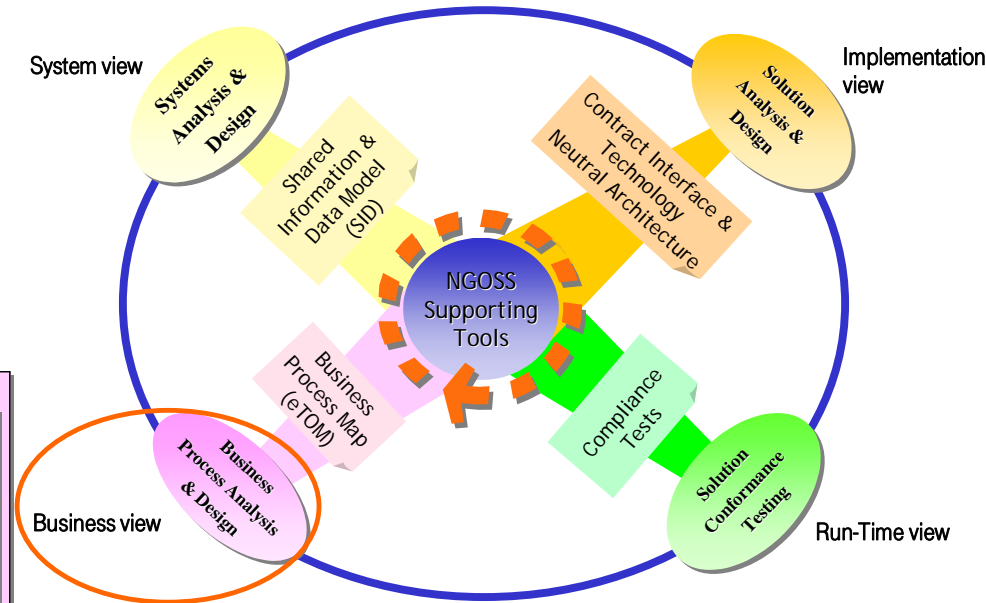 System view
Systems
Analysis &
Design
Shared
Information &
Data Model
(SID)
Implementation
view
Solution
Analysis &
Design
Contract Interface &
Technology
Neutral Architecture
NGOSS
Supporting
Tools
Business
Process Map
(eTOM)
Business view
Business
Process Analysis
& Design
Compliance
Tests
Solution
Conformance
Testing
Run-Time view